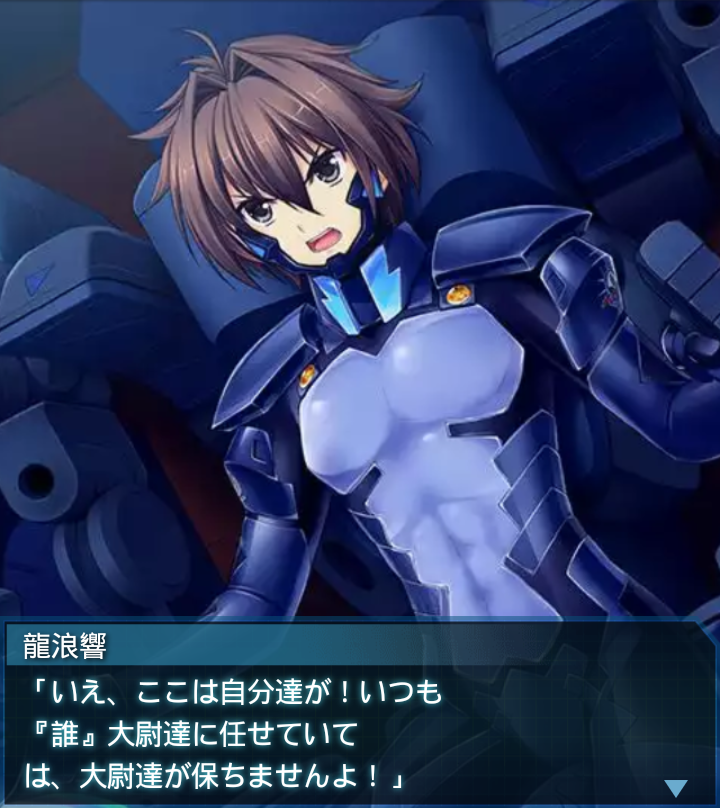 龍浪響
「いえ、ここは自分達が！いつも
『誰』大尉達に任せていて
は、大尉達が保ちませんよ！」